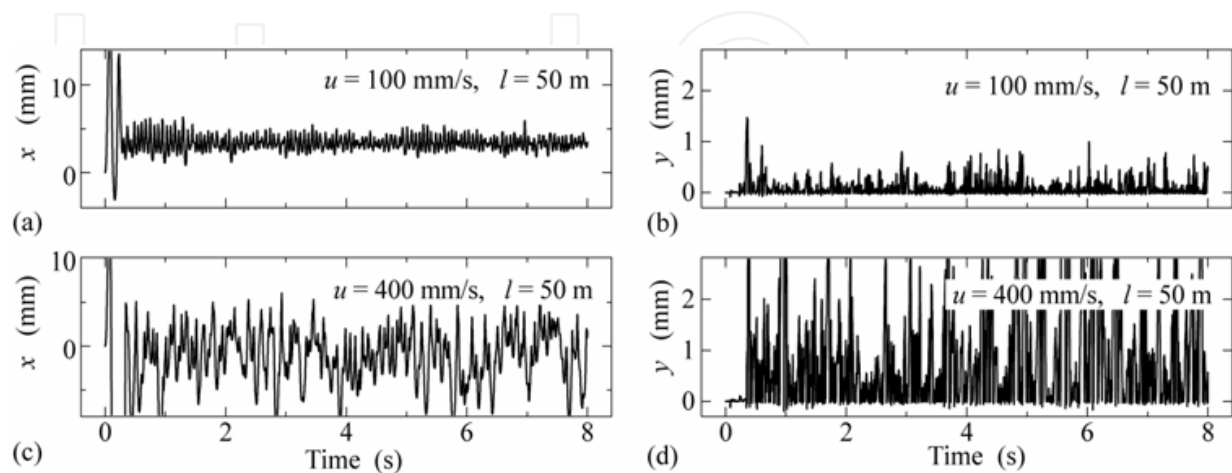 10
x (mm)
0
u = 100 mm/s, l = 50 m
(a)
2
y (mm)
1
0
u = 100 mm/s, l = 50 m
(b)
10
x (mm)
0
u = 400 mm/s, l = 50 m
(c)
0 2 4 6 8
Time (s)
2
y (mm)
1
0
u = 400 mm/s, l = 50 m
(d)
0 2 4 6 8
Time (s)